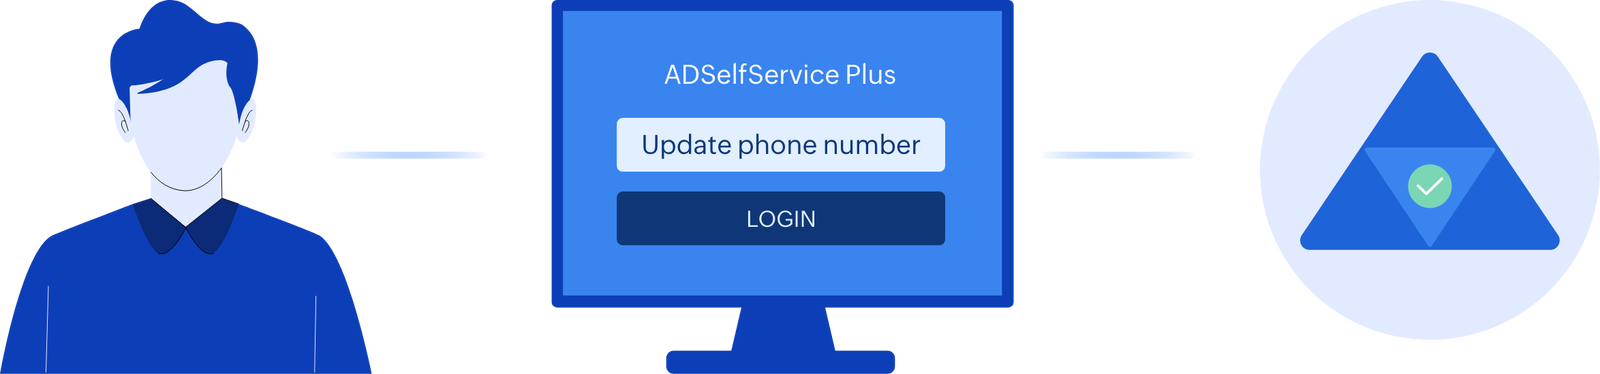 ADSelfService Plus
Update phone number
LOGIN